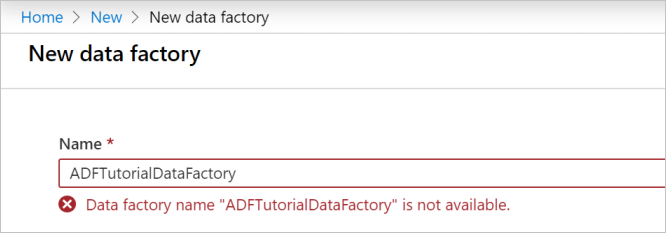 Home > New > New data factory
New data factory
Name *
ADFTutorialDataFactory
Data factory name "ADFTutorialDataFactory" is not available.